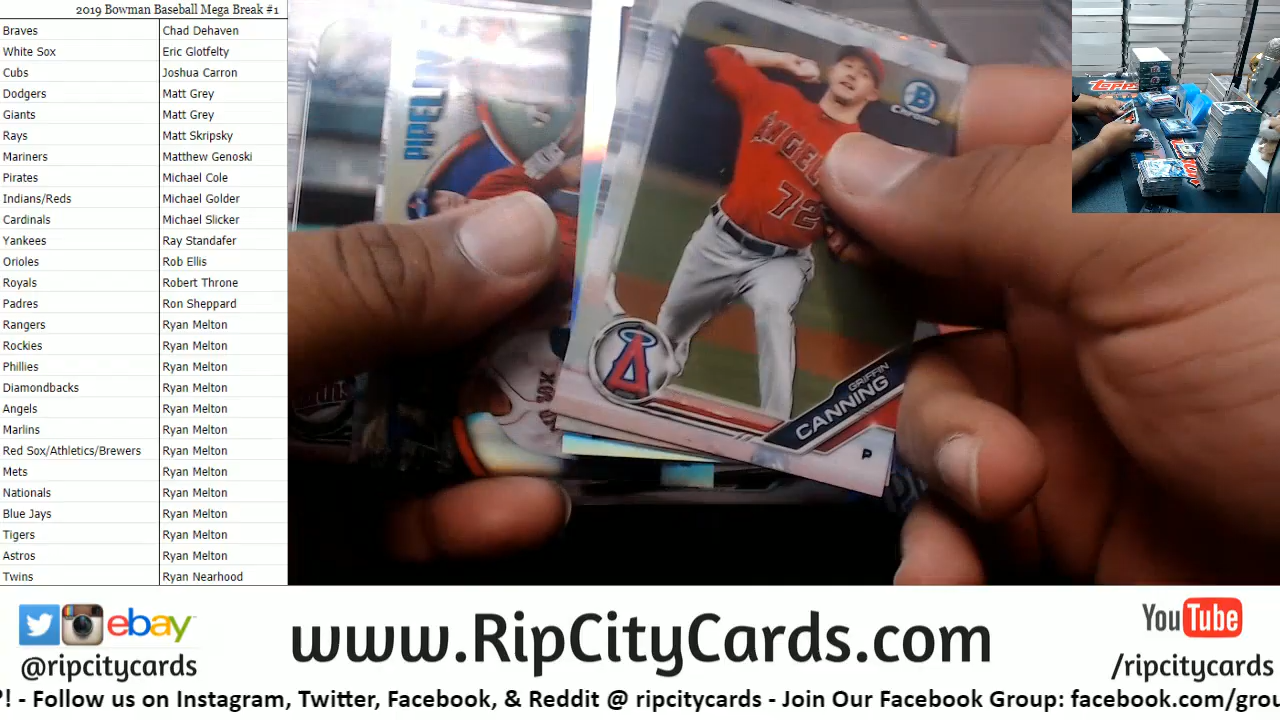 2019 Bowman Baseball Mega Break #1
Braves Chad Dehaven
White Sox Eric Glotfelty
Cubs Joshua Carron
Dodgers Matt Grey
Giants Matt Grey
Rays Matt Skripsky
Mariners Matthew Genoski
Pirates Michael Cole
Indians/Reds Michael Golder
Cardinals Michael Slicker
Yankees Ray Standafer
Orioles Rob Ellis
Royals Robert Throne
Padres Ron Sheppard
Rangers Ryan Melton
Rockies Ryan Melton
Phillies Ryan Melton
Diamondbacks Ryan Melton
Angels Ryan Melton
Marlins Ryan Melton
Red Sox/Athletics/Brewers Ryan Melton
Mets Ryan Melton
Nationals Ryan Melton
Blue Jays Ryan Melton
Tigers Ryan Melton
Astros Ryan Melton
Twins Ryan Nearhood
B
Chrome
72
A
GRIFFIN
CANNING
P
TOPPS
ebay
@ripcitycards
www.RipCityCards.com
YouTube
/ripcitycards
P! - Follow us on Instagram, Twitter, Facebook, & Reddit @ ripcitycards - Join Our Facebook Group: facebook.com/grou